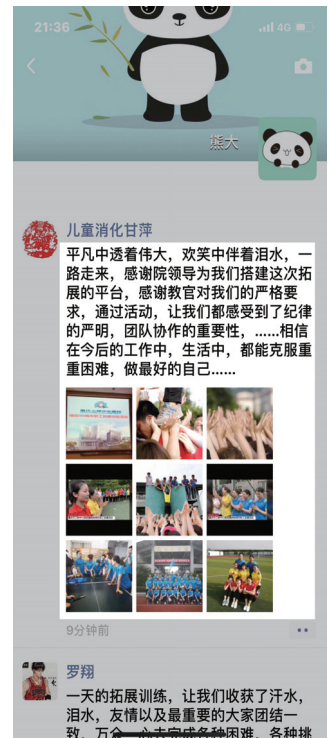 21:36
4G
熊大
儿童消化甘萍
平凡中透着伟大，欢笑中伴着泪水，一
路走来，感谢院领导为我们搭建这次拓
展的平台，感谢教官对我们的严格要
求，通过活动，让我们都感受到了纪律
的严明，团队协作的重要性，……相信
在今后的工作中，生活中，都能克服重
重困难，做最好的自己……
9分钟前
罗翔
一天的拓展训练，让我们收获了汗水，
泪水，友情以及最重要的大家团结一
致，万众一心去完成各种困难，各种挑